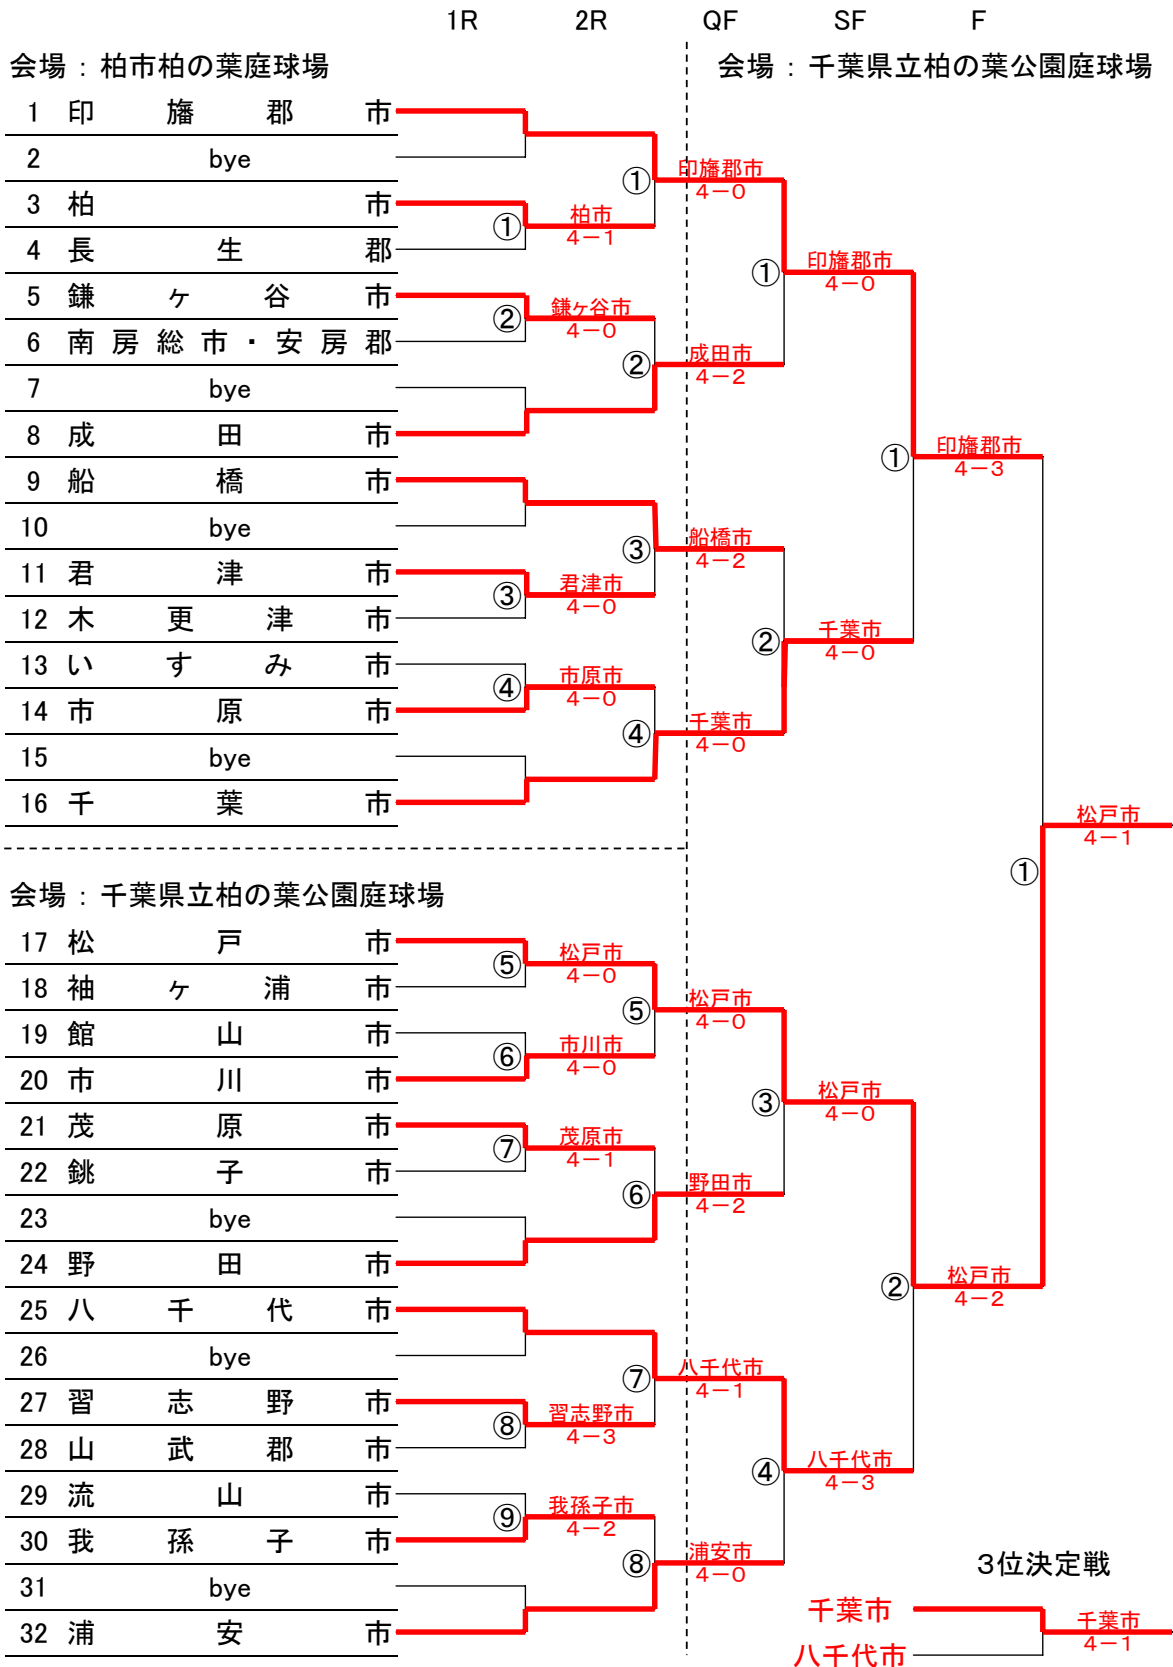 1R 2R QF SF F
会場：柏市柏の葉庭球場
会場：千葉県立柏の葉公園庭球場
1 印旛郡市
2 bye
① 印旛郡市
4－0
3 柏市
① 柏市
4－1
4 長生郡
① 印旛郡市
4－0
5 鎌ヶ谷市
② 鎌ヶ谷市
4－0
6 南房総市・安房郡
② 成田市
4－2
7 bye
8 成田市
① 印旛郡市
4－3
9 船橋市
10 bye
③ 船橋市
4－2
11 君津市
③ 君津市
4－0
12 木更津市
② 千葉市
4－0
13 いすみ市
④ 市原市
4－0
14 市原市
④ 千葉市
4－0
15 bye
16 千葉市
松戸市
4－1
①
会場：千葉県立柏の葉公園庭球場
17 松戸市
⑤ 松戸市
4－0
18 袖ヶ浦市
⑤ 松戸市
4－0
19 館山市
⑥ 市川市
4－0
20 市川市
③ 松戸市
4－0
21 茂原市
⑦ 茂原市
4－1
22 銚子市
⑥ 野田市
4－2
23 bye
24 野田市
② 松戸市
4－2
25 八千代市
26 bye
⑦ 八千代市
4－1
27 習志野市
⑧ 習志野市
4－3
28 山武郡市
④ 八千代市
4－3
29 流山市
⑨ 我孫子市
4－2
30 我孫子市
⑧ 浦安市
4－0
31 bye
32 浦安市
3位決定戦
千葉市
千葉市
4－1
八千代市